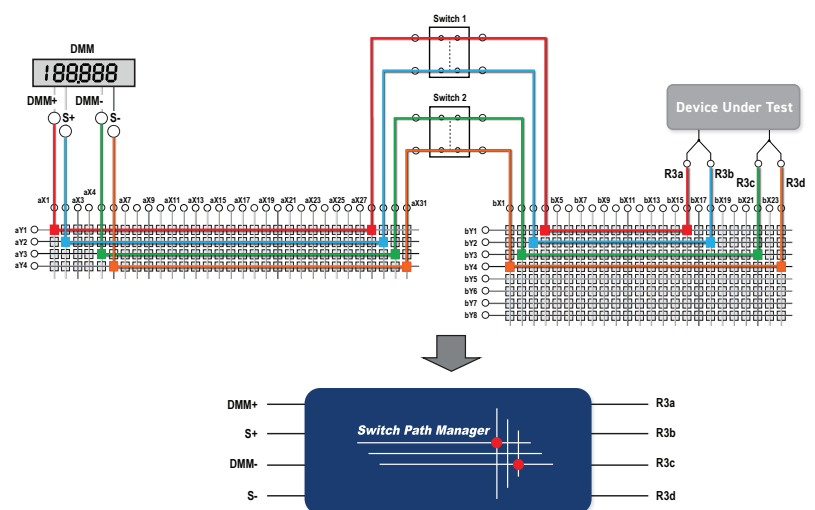 Switch 1
DMM
188.888
DMM+ DMM-
S+ S-
Switch 2
Device Under Test
R3a R3b R3c R3d
aX1 aX3 aX4 aX7 aX9 aX11 aX13 aX15 aX17 aX19 aX21 aX23 aX25 aX27 aX31
bX1 bX5 bX7 bX9 bX11 bX13 bX15 bX17 bX19 bX21 bX23
aY1
aY2
aY3
aY4
bY1
bY2
bY3
bY4
bY5
bY6
bY7
bY8
DMM+ R3a
Switch Path Manager
S+ R3b
DMM- R3c
S- R3d